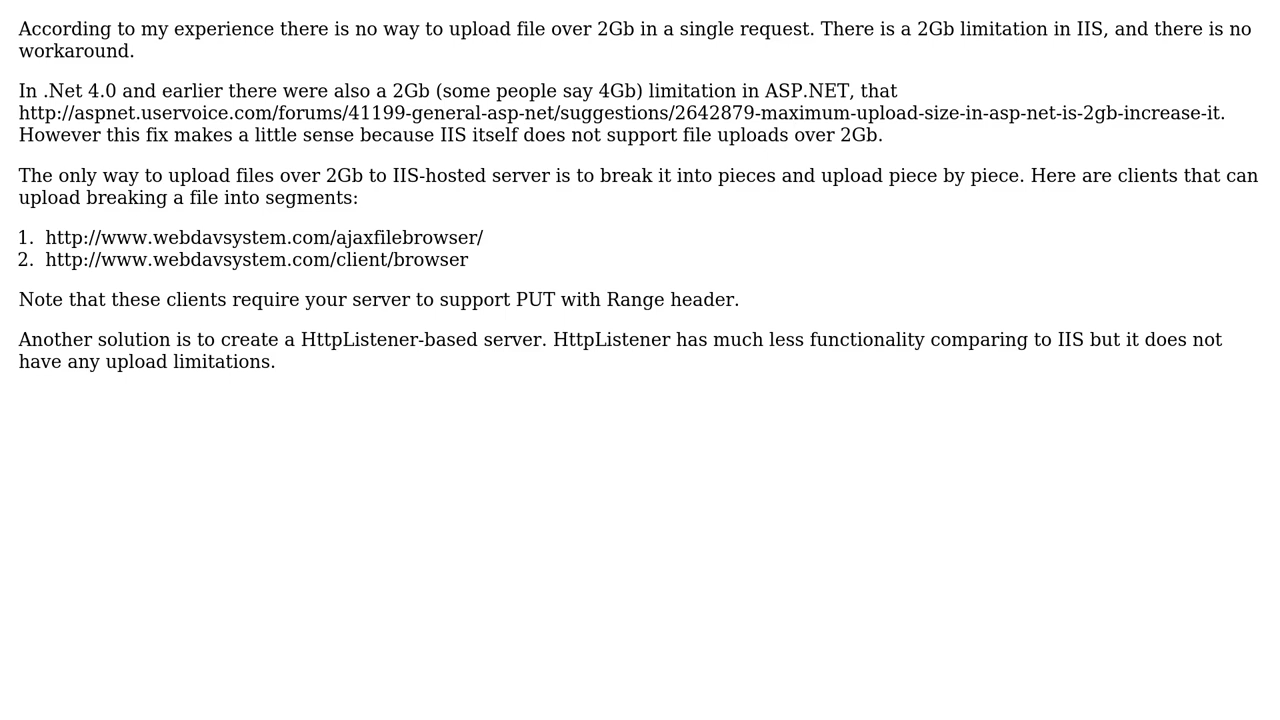 According to my experience there is no way to upload file over 2Gb in a single request. There is a 2Gb limitation in IIS, and there is no
workaround.
In .Net 4.0 and earlier there were also a 2Gb (some people say 4Gb) limitation in ASP.NET, that
http://aspnet.uservoice.com/forums/41199-general-asp-net/suggestions/2642879-maximum-upload-size-in-asp-net-is-2gb-increase-it.
However this fix makes a little sense because IIS itself does not support file uploads over 2Gb.
The only way to upload files over 2Gb to IIS-hosted server is to break it into pieces and upload piece by piece. Here are clients that can
upload breaking a file into segments:
1. http://www.webdavsystem.com/ajaxfilebrowser/
2. http://www.webdavsystem.com/client/browser
Note that these clients require your server to support PUT with Range header.
Another solution is to create a HttpListener-based server. HttpListener has much less functionality comparing to IIS but it does not
have any upload limitations.